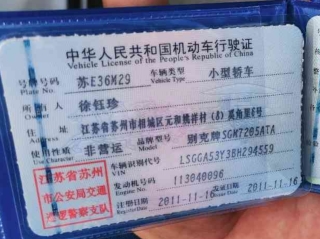 中华人民共和国机动车行驶证
Vehicle License of the People's Republic of China
号牌号码 苏E36M29 车辆类型 小型轿车
Plate No. Vehicle Type
所有人 徐钰珍
Owner
住址 江苏省苏州市相城区元和
Address
使用性质 非营运 品牌型号 别克牌SGM7205ATA
Use Character Model
车辆识别代号 LSGGA53Y3BH294559
VIN
发动机号码 113040096
Engine No.
注册日期 2011-11-16 发证日期 2011-11-16
Register Date Issue Date
江苏省苏州
市公安局交通
巡逻警察支队